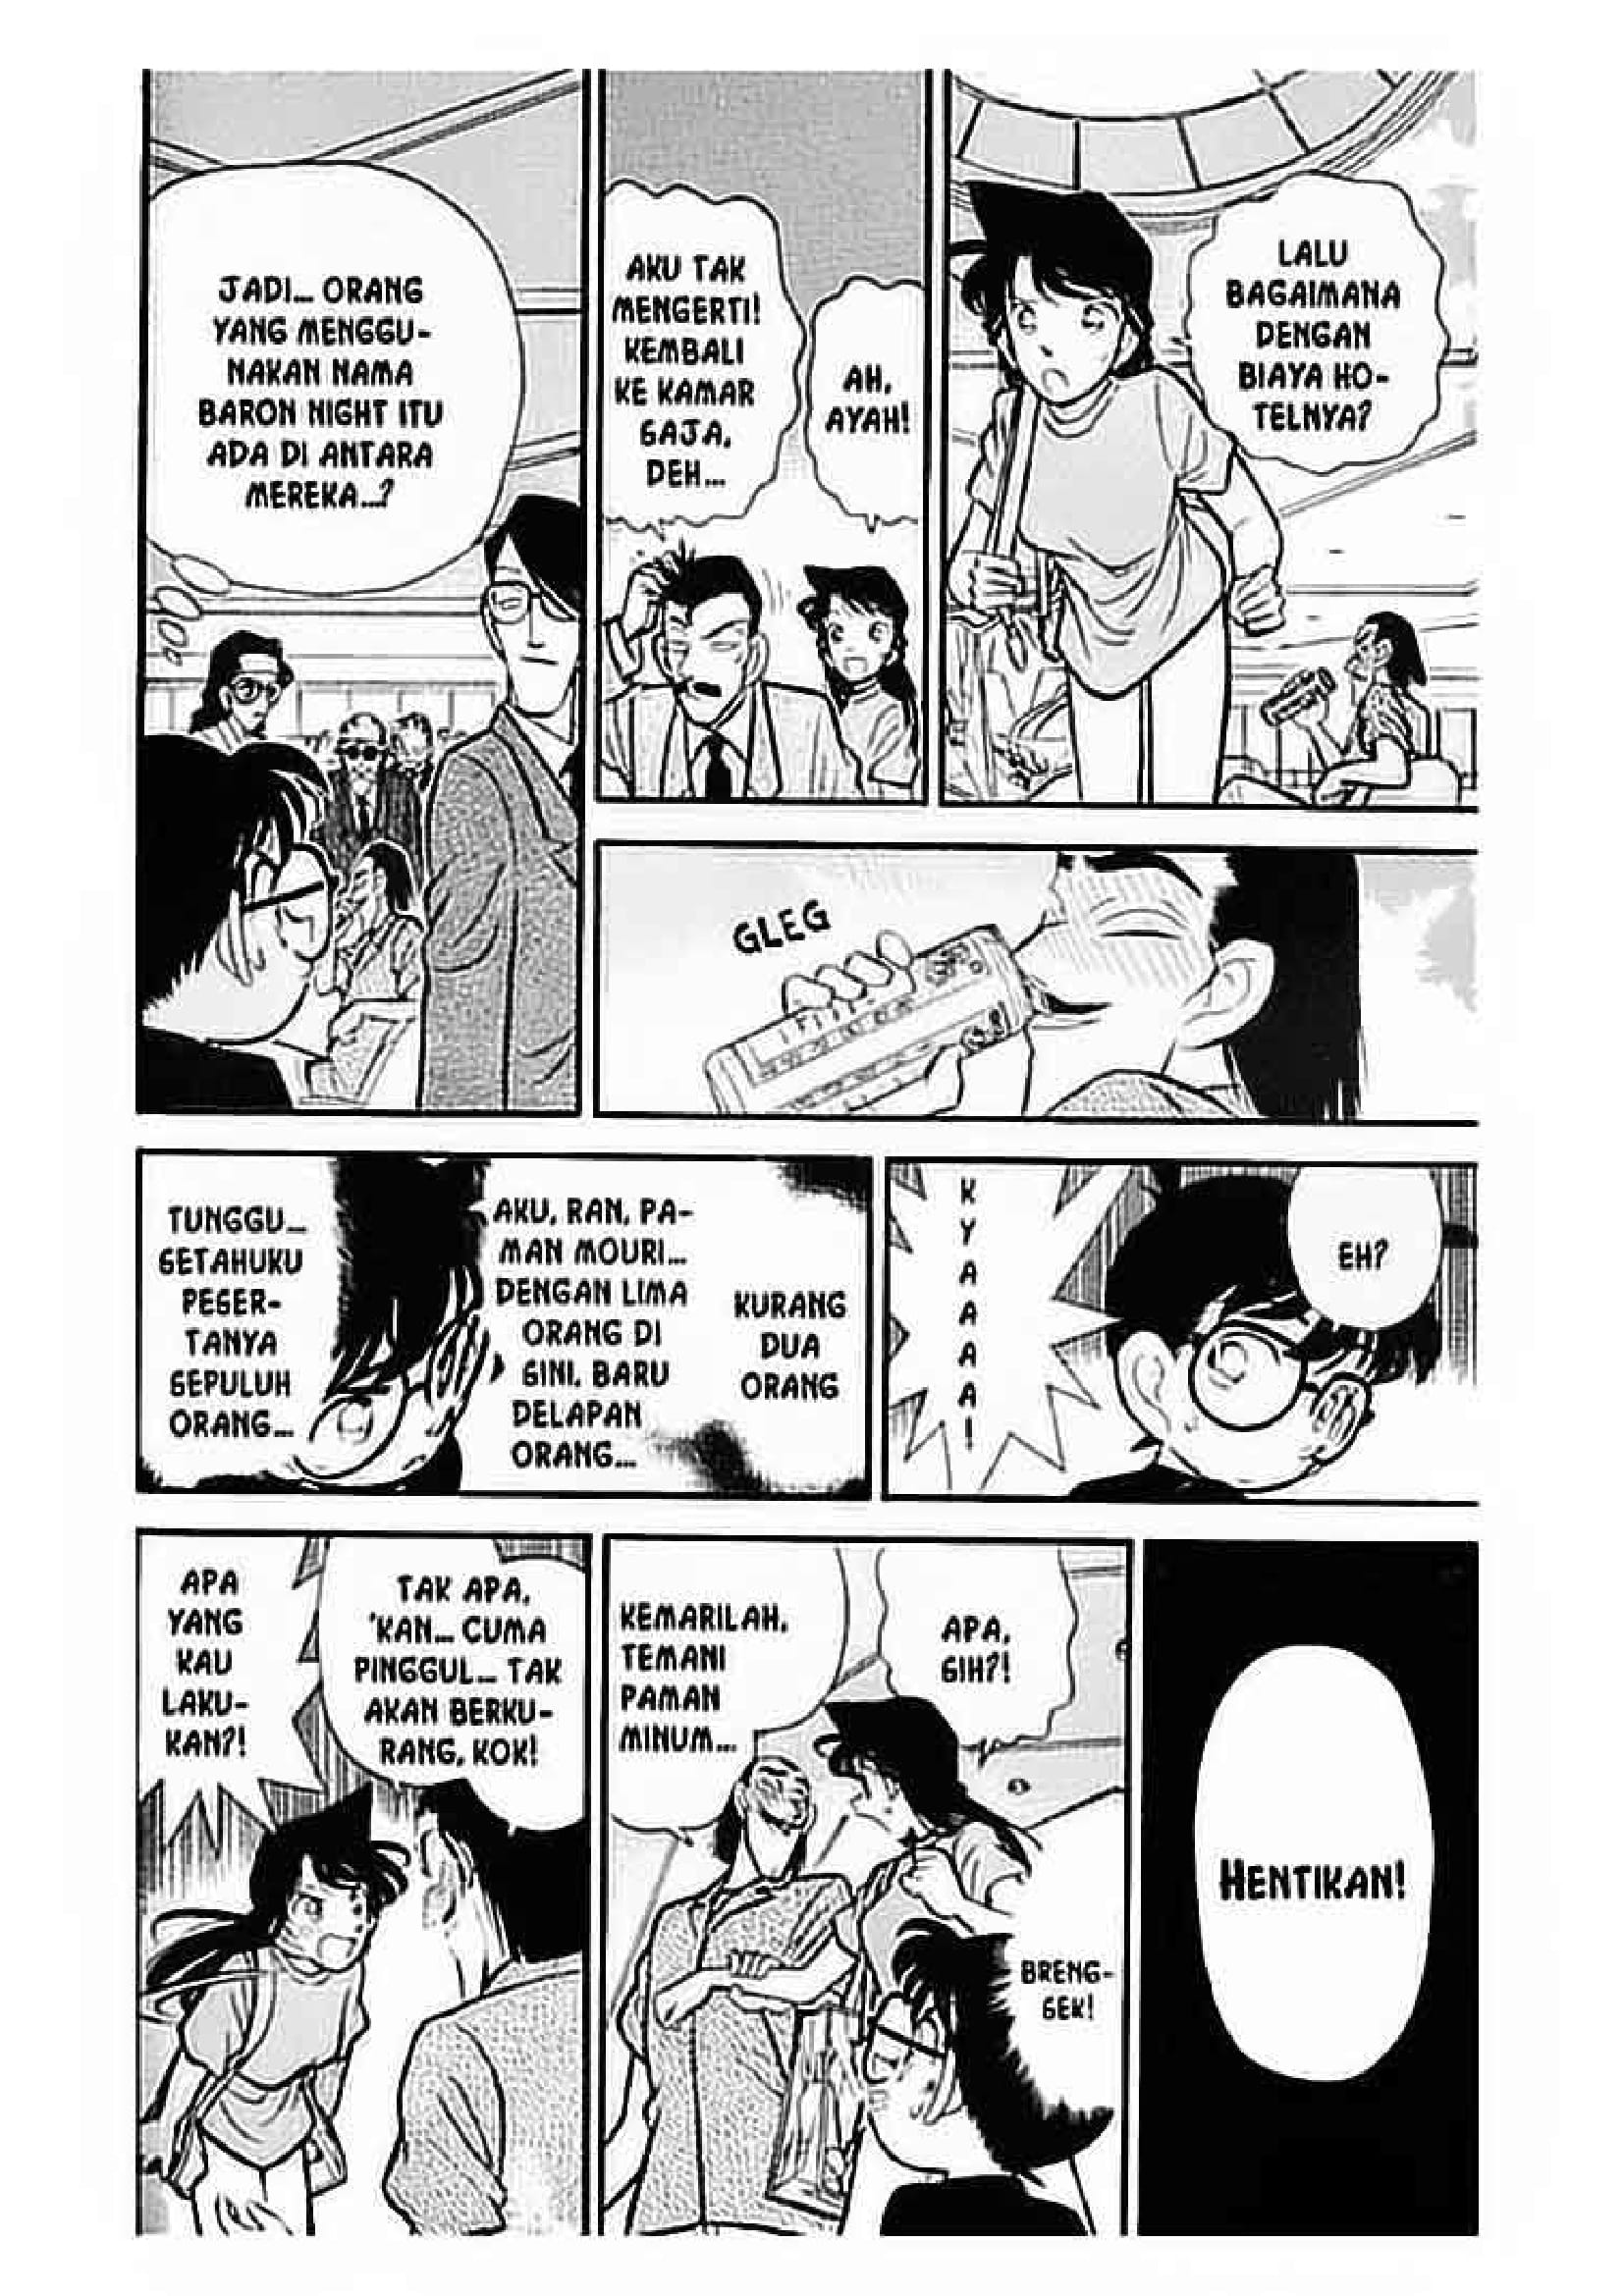 JADI... ORANG
YANG MENGGU-
NAKAN NAMA
BARON NIGHT ITU
ADA DI ANTARA
MEREKA...?
AKU TAK
MENGERTI!
KEMBALI
KE KAMAR
SAJA,
DEH...
AH,
AYAH!
LALU
BAGAIMANA
DENGAN
BIAYA HO-
TELNYA?
GLEG
TUNGGU...
SETAHUKU
PESER-
TANYA
SEPULUH
ORANG...
AKU, RAN, PA-
MAN MOURI...
DENGAN LIMA
ORANG DI
SINI, BARU
DELAPAN
ORANG...
KURANG
DUA
ORANG
KYAAAA!
EH?
APA
YANG
KAU
LAKU-
KAN?!
TAK APA,
'KAN... CUMA
PINGGUL... TAK
AKAN BERKU-
RANG, KOK!
KEMARILAH,
TEMANI
PAMAN
MINUM...
APA,
SIH?!
BRENG-
SEK!
HENTIKAN!